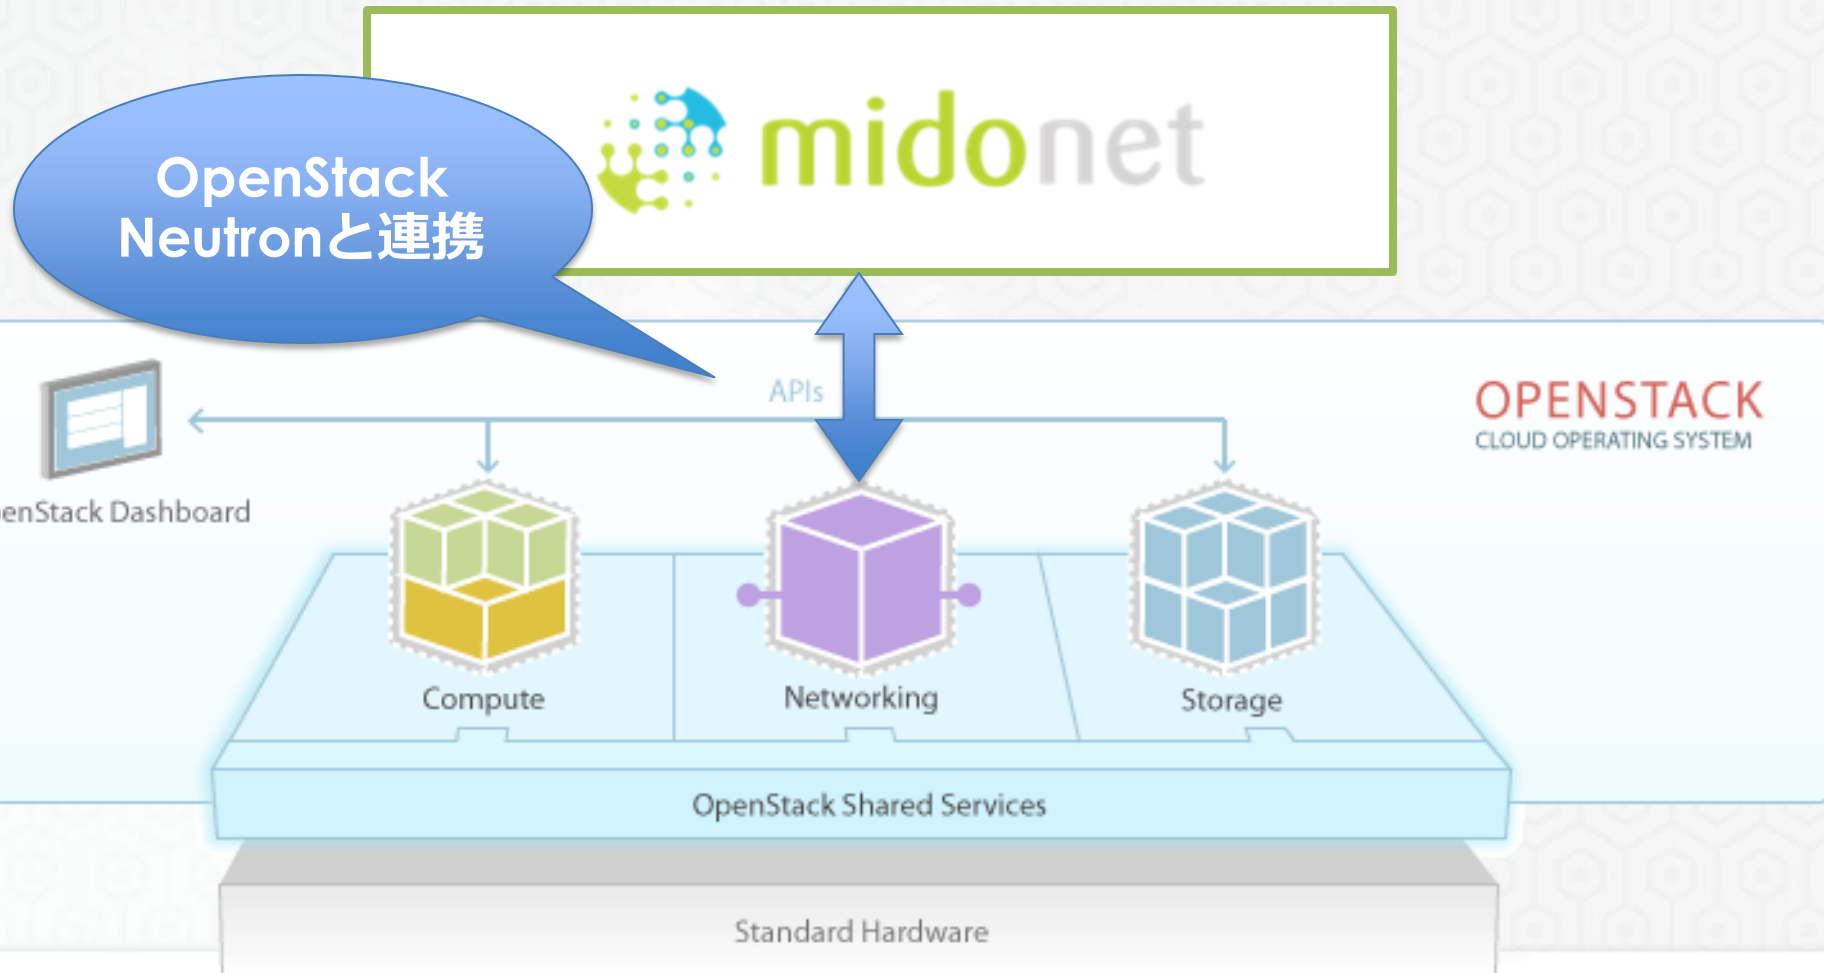 midonet
OpenStack
Neutronと連携
APIs
OPENSTACK
CLOUD OPERATING SYSTEM
enStack Dashboard
Compute
Networking
Storage
OpenStack Shared Services
Standard Hardware